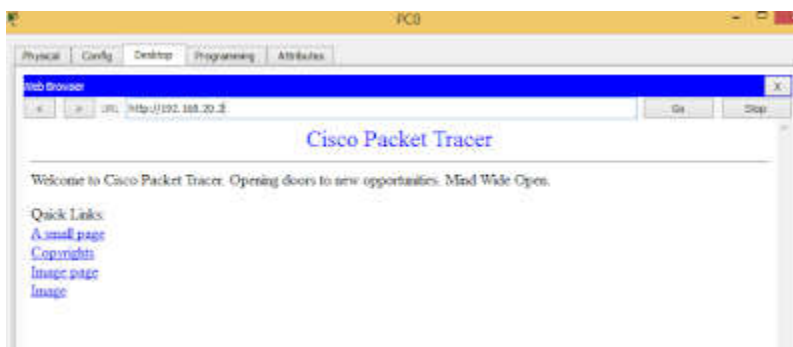 PC0
Physical Config Desktop Programming Attributes
Web Browser X
< > URL http://192.168.20.2 Go Stop
Cisco Packet Tracer
Welcome to Cisco Packet Tracer. Opening doors to new opportunities. Mind Wide Open.
Quick Links:
A small page
Copyrights
Image page
Image